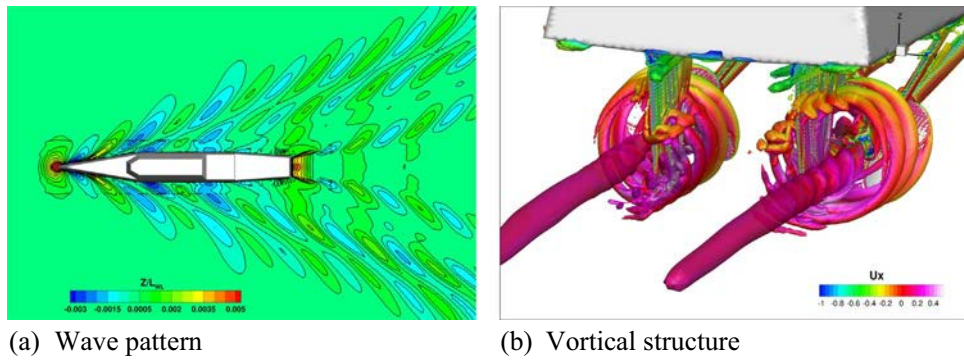 Z/L_WL
-0.003 -0.0015 0.0005 0.002 0.0035 0.005
(a) Wave pattern
z
Ux
-1 -0.8 -0.6 -0.4 -0.2 0 0.2 0.4
(b) Vortical structure